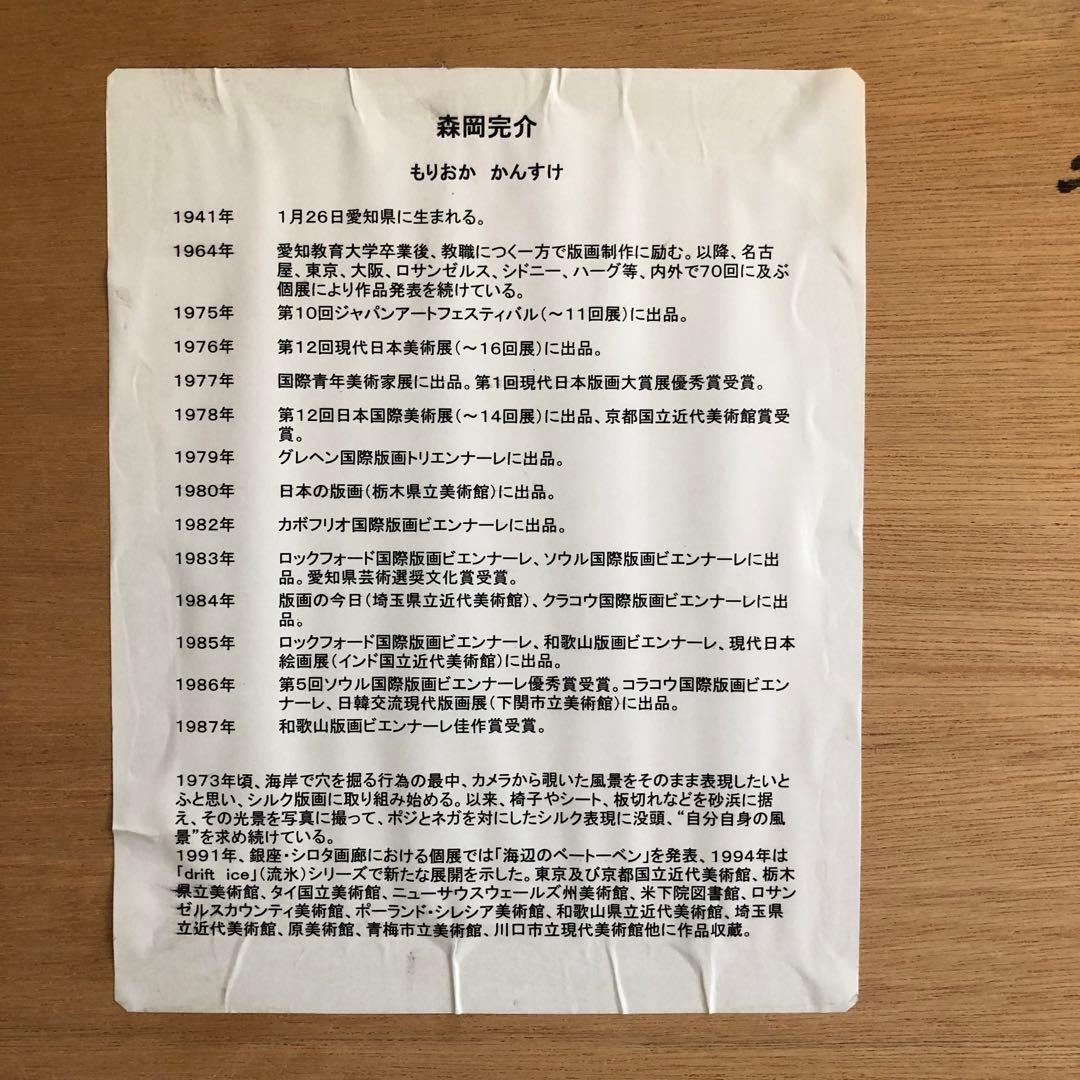 森岡完介
もりおか　かんすけ
1941年　1月26日愛知県に生まれる。
1964年　愛知教育大学卒業後、教職につく一方で版画制作に励む。以降、名古
屋、東京、大阪、ロサンゼルス、シドニー、ハーグ等、内外で70回に及ぶ
個展により作品発表を続けている。
1975年　第10回ジャパンアートフェスティバル(～11回展)に出品。
1976年　第12回現代日本美術展(～16回展)に出品。
1977年　国際青年美術家展に出品。第1回現代日本版画大賞展優秀賞受賞。
1978年　第12回日本国際美術展(～14回展)に出品、京都国立近代美術館賞受
賞。
1979年　グレヘン国際版画トリエンナーレに出品。
1980年　日本の版画(栃木県立美術館)に出品。
1982年　カボフリオ国際版画ビエンナーレに出品。
1983年　ロックフォード国際版画ビエンナーレ、ソウル国際版画ビエンナーレに出
品。愛知県芸術選奨文化賞受賞。
1984年　版画の今日(埼玉県立近代美術館)、クラコウ国際版画ビエンナーレに出
品。
1985年　ロックフォード国際版画ビエンナーレ、和歌山版画ビエンナーレ、現代日本
絵画展(インド国立近代美術館)に出品。
1986年　第5回ソウル国際版画ビエンナーレ優秀賞受賞。コラコウ国際版画ビエン
ナーレ、日韓交流現代版画展(下関市立美術館)に出品。
1987年　和歌山版画ビエンナーレ佳作賞受賞。
1973年頃、海岸で穴を掘る行為の最中、カメラから覗いた風景をそのまま表現したいと
ふと思い、シルク版画に取り組み始める。以来、椅子やシート、板切れなどを砂浜に据
え、その光景を写真に撮って、ポジとネガを対にしたシルク表現に没頭、“自分自身の風
景”を求め続けている。
1991年、銀座・シロタ画廊における個展では「海辺のベートーベン」を発表、1994年は
「drift ice」(流氷)シリーズで新たな展開を示した。東京及び京都国立近代美術館、栃木
県立美術館、タイ国立美術館、ニューサウスウェールズ州美術館、米下院図書館、ロサン
ゼルスカウンティ美術館、ポーランド・シレシア美術館、和歌山県立近代美術館、埼玉県
立近代美術館、原美術館、青梅市立美術館、川口市立現代美術館他に作品収蔵。